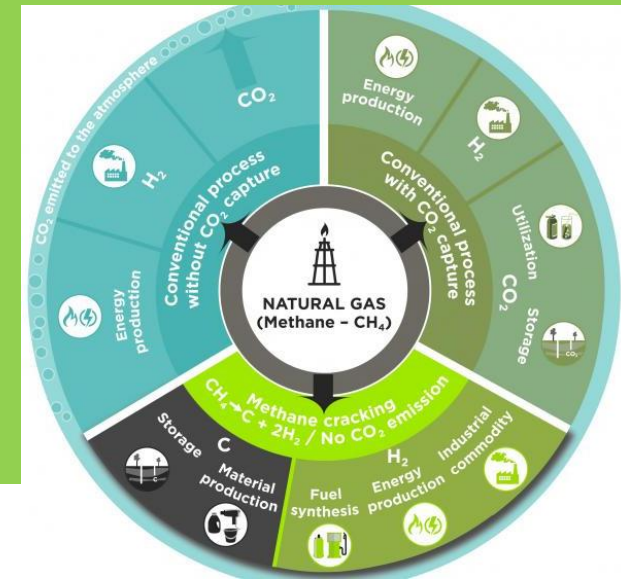 NATURAL GAS
(Methane – CH₄)
CO₂ emitted to the atmosphere
Conventional process
without CO₂ capture
CO₂
H₂
Energy
production
Conventional process
with CO₂ capture
Energy
production
H₂
CO₂
Utilization
Storage
CO₂
Methane cracking
CH₄→C + 2H₂ / No CO₂ emission
C
Storage
C
Material
production
H₂
Fuel
synthesis
Energy
production
Industrial
commodity